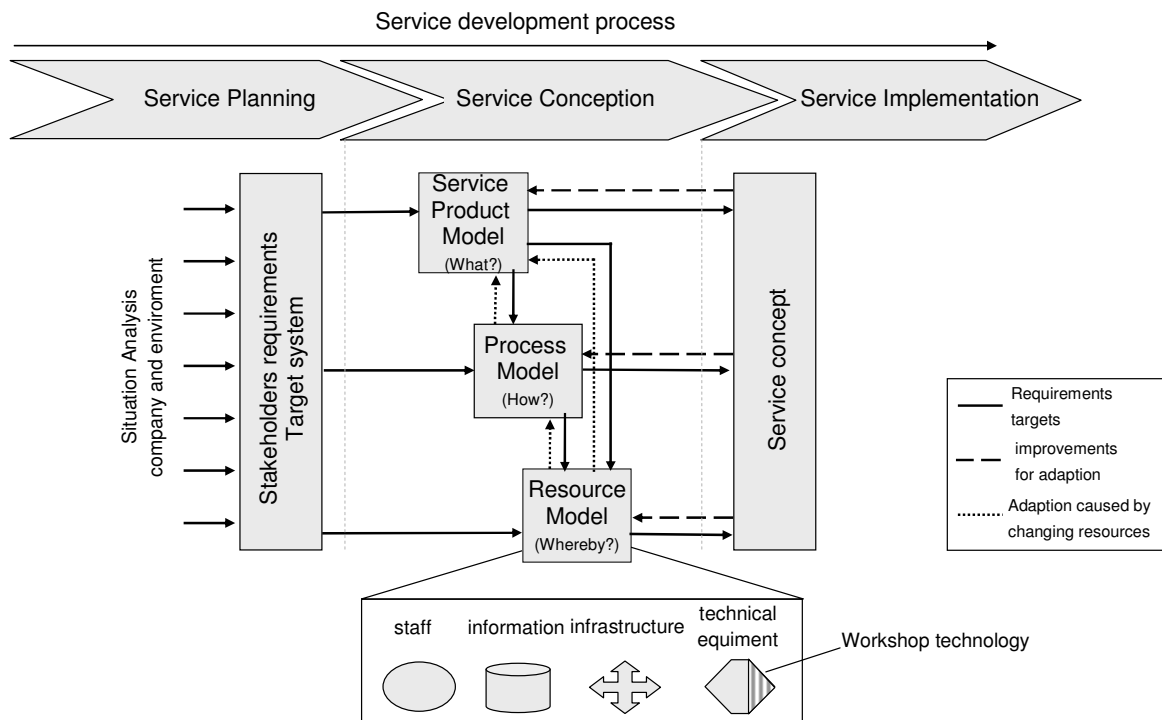 Service development process
Service Planning
Service Conception
Service Implementation
Situation Analysis
company and enviroment
Stakeholders requirements
Target system
Service
Product
Model
(What?)
Process
Model
(How?)
Resource
Model
(Whereby?)
Service concept
Requirements
targets
improvements
for adaption
Adaption caused by
changing resources
staff
information
infrastructure
technical
equiment
Workshop technology